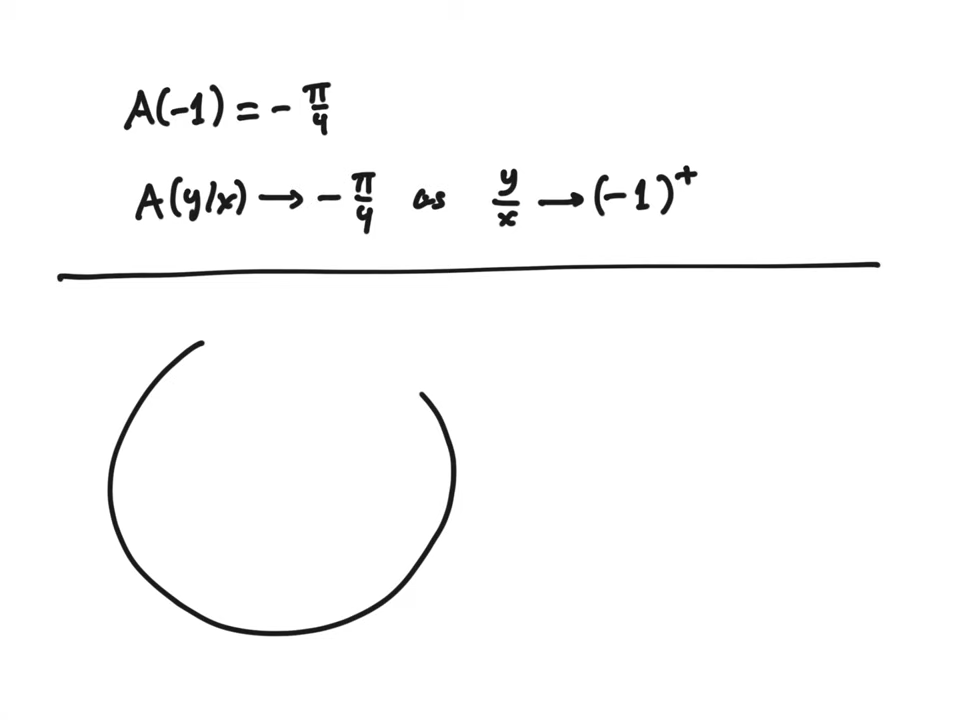 A(-1) = - π/4
A(y/x) → - π/4 as y/x → (-1)⁺